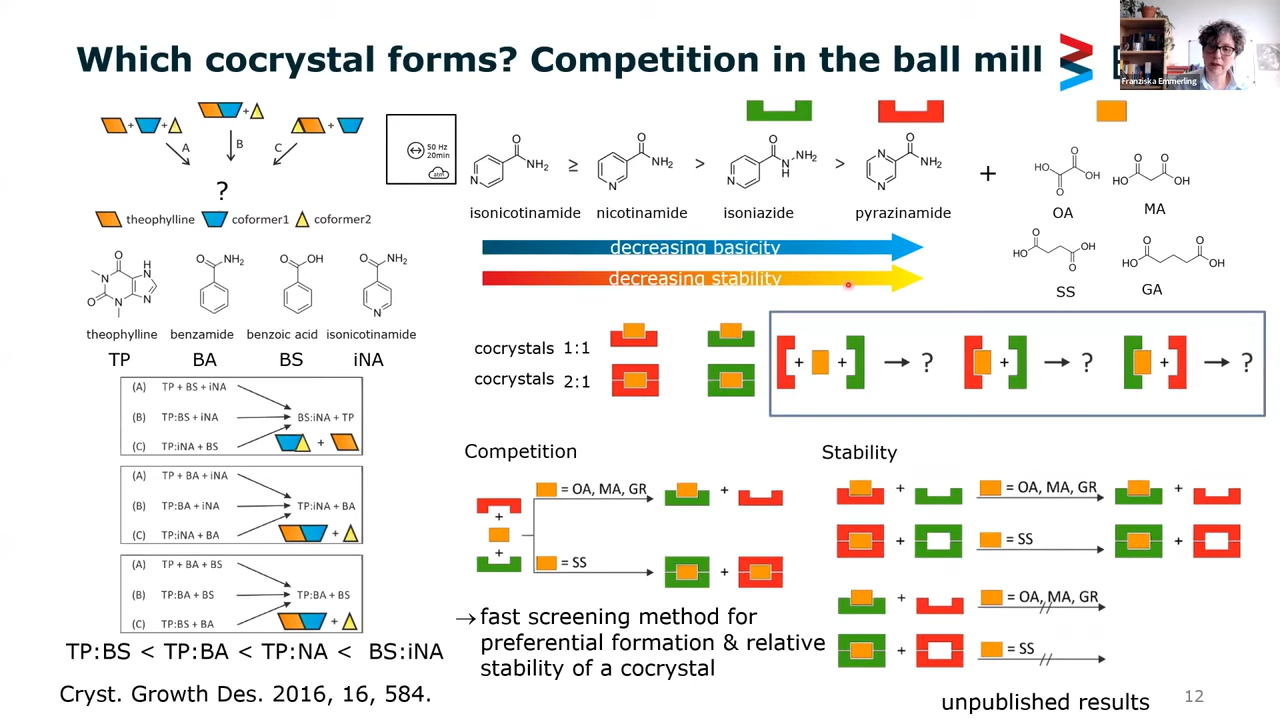 Which cocrystal forms? Competition in the ball mill
Franziska Emmerling
+ + +
+ + +
A B C
?
theophylline coformer1 coformer2
theophylline benzamide benzoic acid isonicotinamide
TP BA BS iNA
(A) TP + BS + iNA
(B) TP:BS + iNA BS:iNA + TP
(C) TP:iNA + BS
+
(A) TP + BA + iNA
(B) TP:BA + iNA TP:iNA + BA
(C) TP:iNA + BA
+
(A) TP + BA + BS
(B) TP:BA + BS TP:BA + BS
(C) TP:BS + BA
+
TP:BS < TP:BA < TP:NA < BS:iNA
Cryst. Growth Des. 2016, 16, 584.
50 Hz
20min
atm
≥ > > +
isonicotinamide nicotinamide isoniazide pyrazinamide
OA MA
SS GA
decreasing basicity
decreasing stability
cocrystals 1:1
cocrystals 2:1
+ + → ? + → ? + → ?
Competition
= OA, MA, GR +
+
+
= SS +
→ fast screening method for
preferential formation & relative
stability of a cocrystal
Stability
+ = OA, MA, GR +
+ = SS +
+ = OA, MA, GR
+ = SS
unpublished results
12